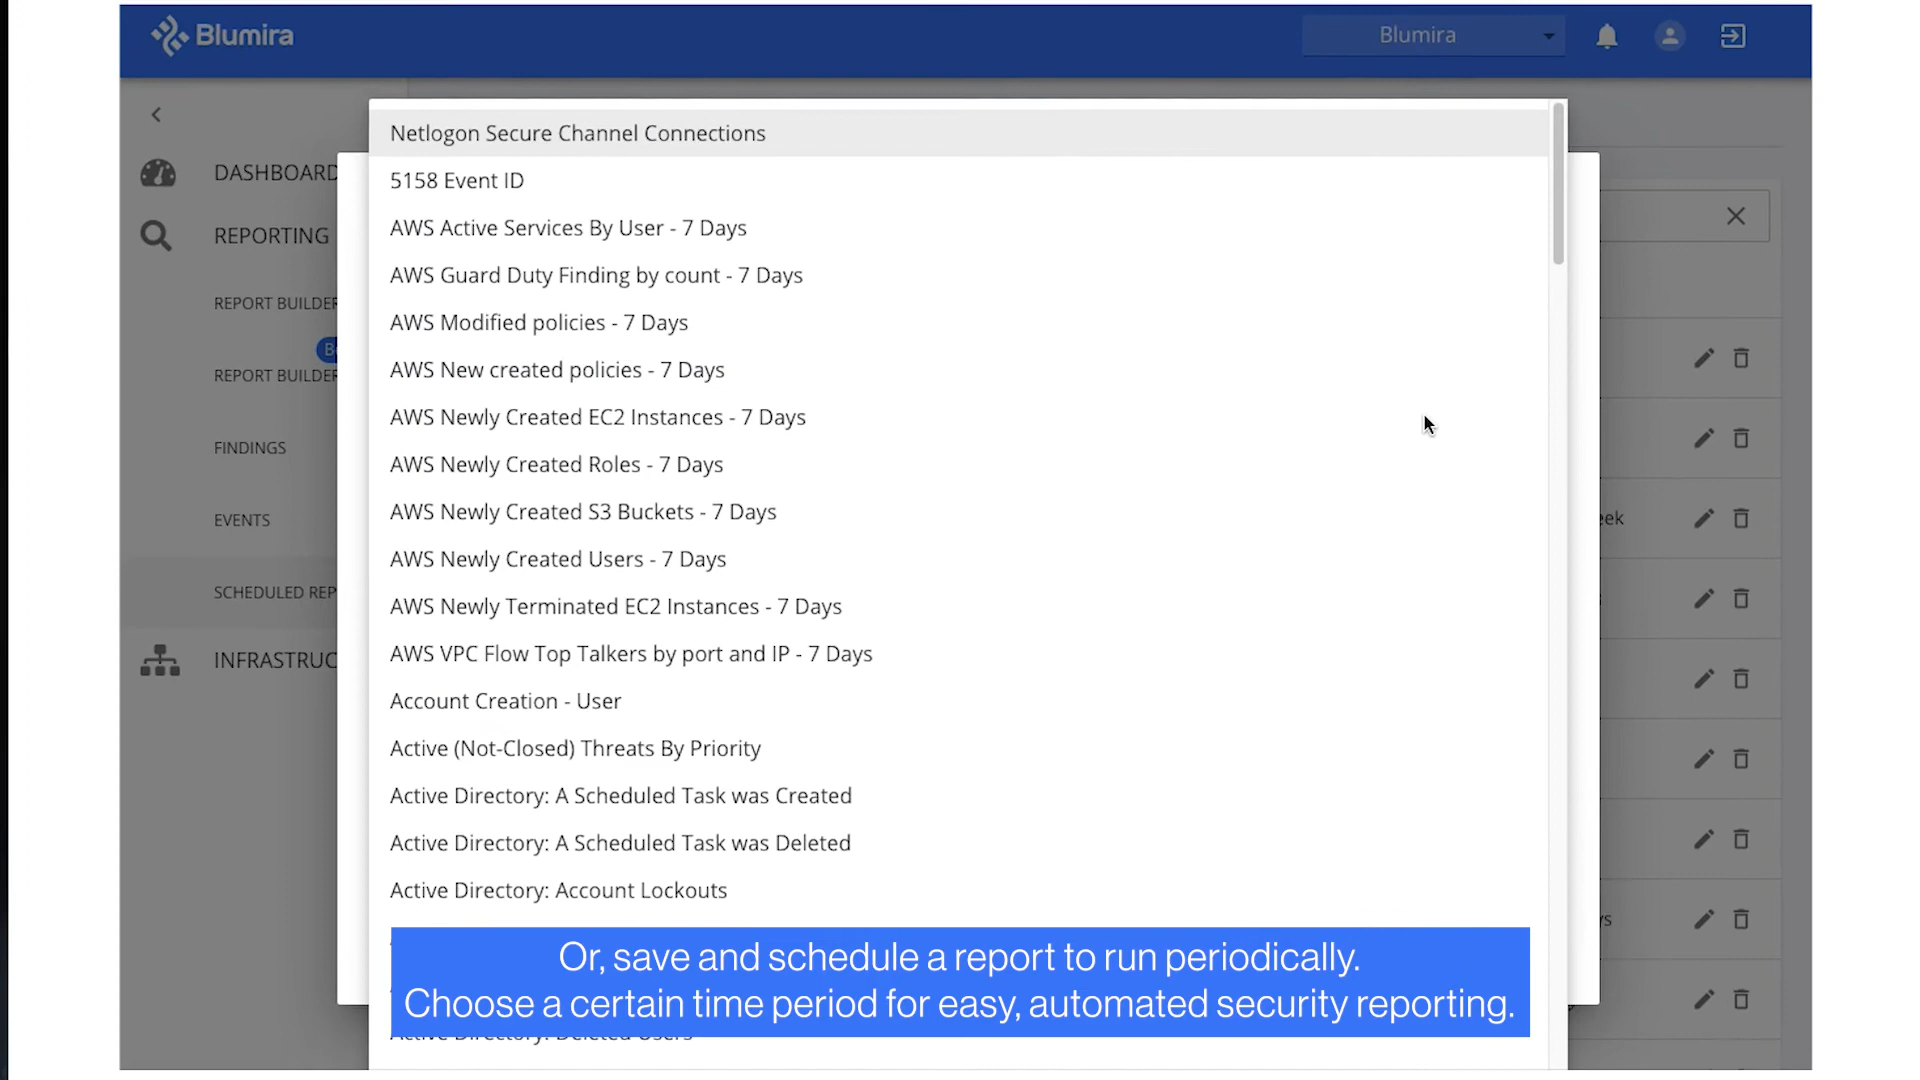 Blumira
Blumira
DASHBOARD
REPORTING
REPORT BUILDER
REPORT BUILDER
FINDINGS
EVENTS
SCHEDULED REP
INFRASTRUC
Netlogon Secure Channel Connections
5158 Event ID
AWS Active Services By User - 7 Days
AWS Guard Duty Finding by count - 7 Days
AWS Modified policies - 7 Days
AWS New created policies - 7 Days
AWS Newly Created EC2 Instances - 7 Days
AWS Newly Created Roles - 7 Days
AWS Newly Created S3 Buckets - 7 Days
AWS Newly Created Users - 7 Days
AWS Newly Terminated EC2 Instances - 7 Days
AWS VPC Flow Top Talkers by port and IP - 7 Days
Account Creation - User
Active (Not-Closed) Threats By Priority
Active Directory: A Scheduled Task was Created
Active Directory: A Scheduled Task was Deleted
Active Directory: Account Lockouts
Or, save and schedule a report to run periodically.
Choose a certain time period for easy, automated security reporting.
Active Directory: Deleted Users